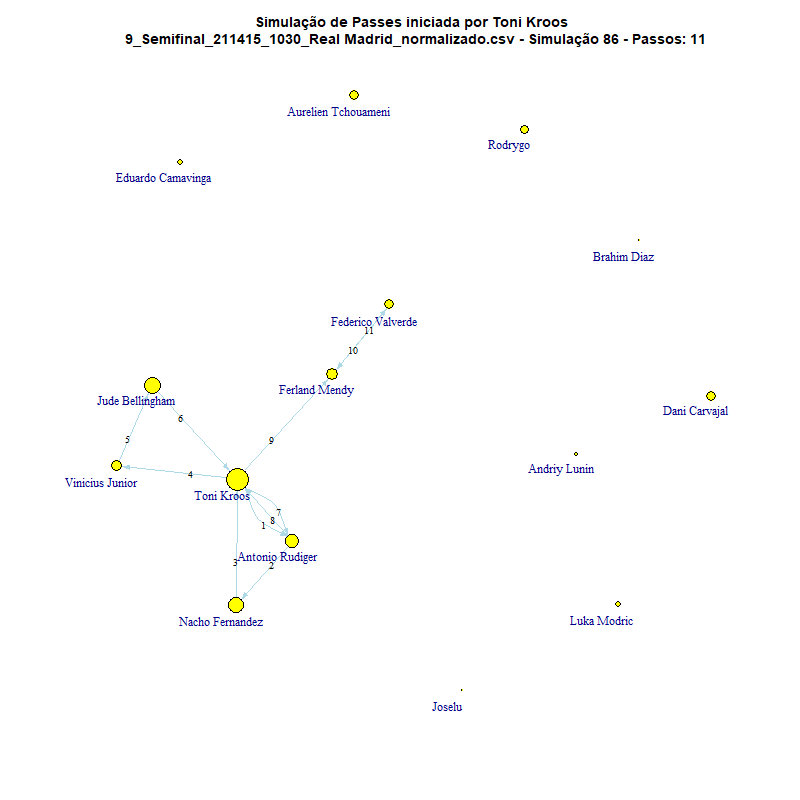 Simulação de Passes iniciada por Toni Kroos
9_Semifinal_211415_1030_Real Madrid_normalizado.csv - Simulação 86 - Passos: 11
Aurelien Tchouameni
Rodrygo
Eduardo Camavinga
Brahim Diaz
Federico Valverde
11
10
Ferland Mendy
Jude Bellingham
Dani Carvajal
6
5
9
Andriy Lunin
4
Vinicius Junior
Toni Kroos
7
8
1
Antonio Rudiger
3
2
Luka Modric
Nacho Fernandez
Joselu